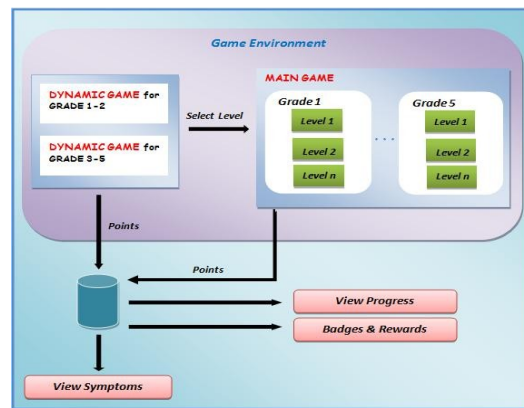 Game Environment
DYNAMIC GAME for
GRADE 1-2
DYNAMIC GAME for
GRADE 3-5
Select Level
MAIN GAME
Grade 1
Level 1
Level 2
Level n
. . .
Grade 5
Level 1
Level 2
Level n
Points
Points
View Progress
Badges & Rewards
View Symptoms